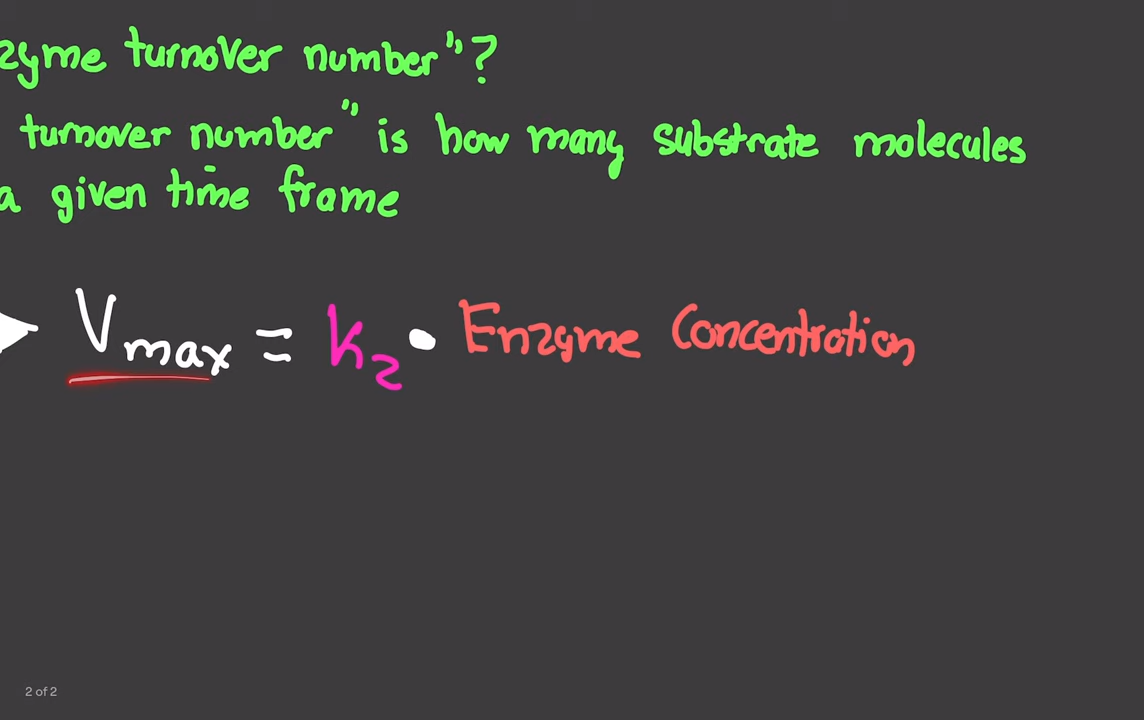 zyme turnover number"?
turnover number" is how many substrate molecules
a given time frame
Vmax = k2 • Enzyme Concentration
2 of 2